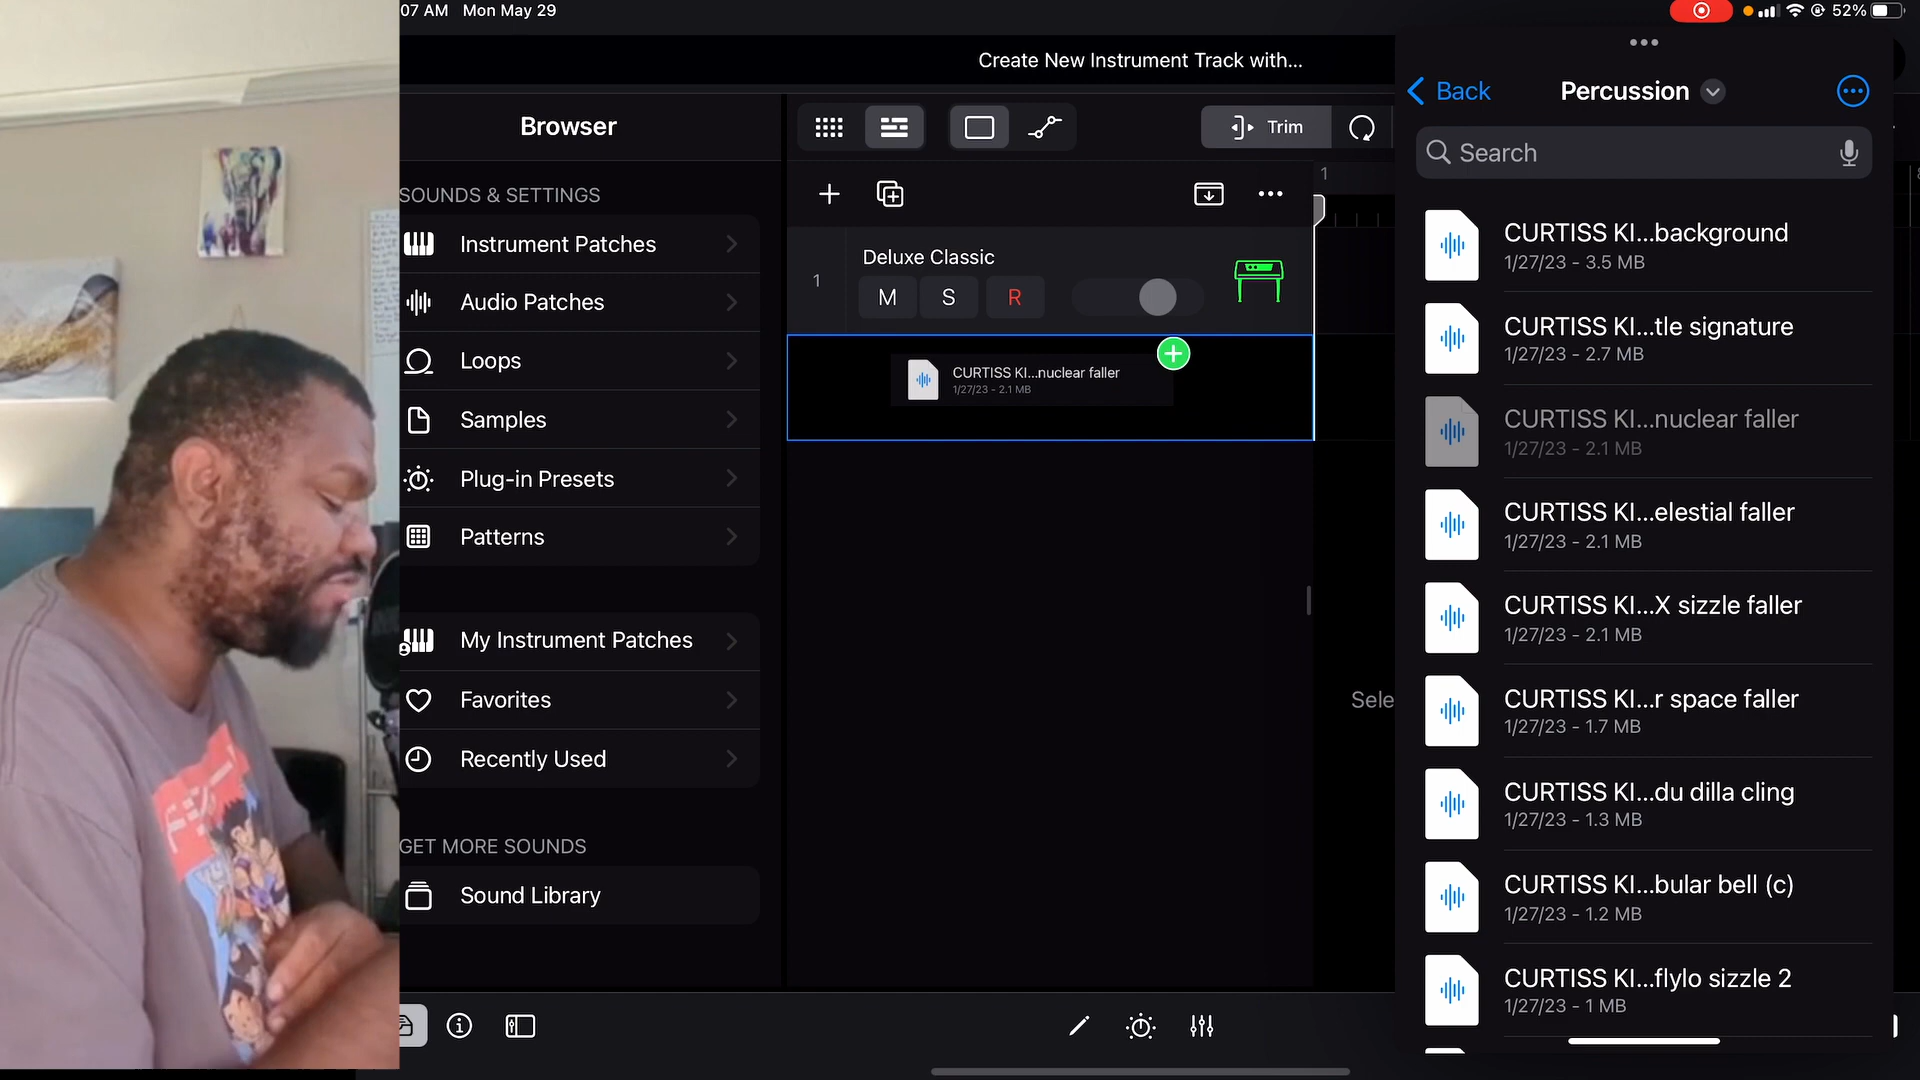 07 AM Mon May 29
52%
Create New Instrument Track with...
Browser
SOUNDS & SETTINGS
Instrument Patches
Audio Patches
Loops
Samples
Plug-in Presets
Patterns
My Instrument Patches
Favorites
Recently Used
GET MORE SOUNDS
Sound Library
Trim
1
1
Deluxe Classic
M S R
CURTISS KI...nuclear faller
1/27/23 - 2.1 MB
Sele
Back
Percussion
Search
CURTISS KI...background
1/27/23 - 3.5 MB
CURTISS KI...tle signature
1/27/23 - 2.7 MB
CURTISS KI...nuclear faller
1/27/23 - 2.1 MB
CURTISS KI...elestial faller
1/27/23 - 2.1 MB
CURTISS KI...X sizzle faller
1/27/23 - 2.1 MB
CURTISS KI...r space faller
1/27/23 - 1.7 MB
CURTISS KI...du dilla cling
1/27/23 - 1.3 MB
CURTISS KI...bular bell (c)
1/27/23 - 1.2 MB
CURTISS KI...flylo sizzle 2
1/27/23 - 1 MB